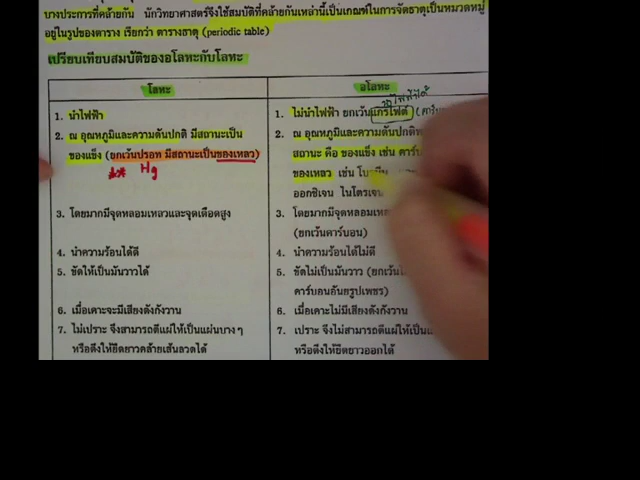 บางประการที่คล้ายกัน นักวิทยาศาสตร์จึงใช้สมบัติที่คล้ายกันเหล่านี้เป็นเกณฑ์ในการจัดธาตุเป็นหมวดหมู่
อยู่ในรูปของตาราง เรียกว่า ตารางธาตุ (periodic table)
เปรียบเทียบสมบัติของอโลหะกับโลหะ
โลหะ
1. นำไฟฟ้า
2. ณ อุณหภูมิและความดันปกติ มีสถานะเป็น
ของแข็ง (ยกเว้นปรอท มีสถานะเป็นของเหลว)
Hg
3. โดยมากมีจุดหลอมเหลวและจุดเดือดสูง
4. นำความร้อนได้ดี
5. ขัดให้เป็นมันวาวได้
6. เมื่อเคาะจะมีเสียงดังกังวาน
7. ไม่เปราะ จึงสามารถตีแผ่ให้เป็นแผ่นบาง ๆ
หรือดึงให้ยืดยาวคล้ายเส้นลวดได้
อโลหะ
1. ไม่นำไฟฟ้า ยกเว้นแกรไฟต์
2. ณ อุณหภูมิและความดันปกติ
สถานะ คือ ของแข็ง เช่น
ของเหลว เช่น
ออกซิเจน ไนโตรเจน
3. โดยมากมีจุดหลอมเหลว
(ยกเว้นคาร์บอน)
4. นำความร้อนได้ไม่ดี
5. ขัดไม่เป็นมันวาว (ยกเว้น
คาร์บอนอัญรูปเพชร)
6. เมื่อเคาะไม่มีเสียงดังกังวาน
7. เปราะ จึงไม่สามารถตีแผ่ให้เป็น
หรือดึงให้ยืดยาวออกได้